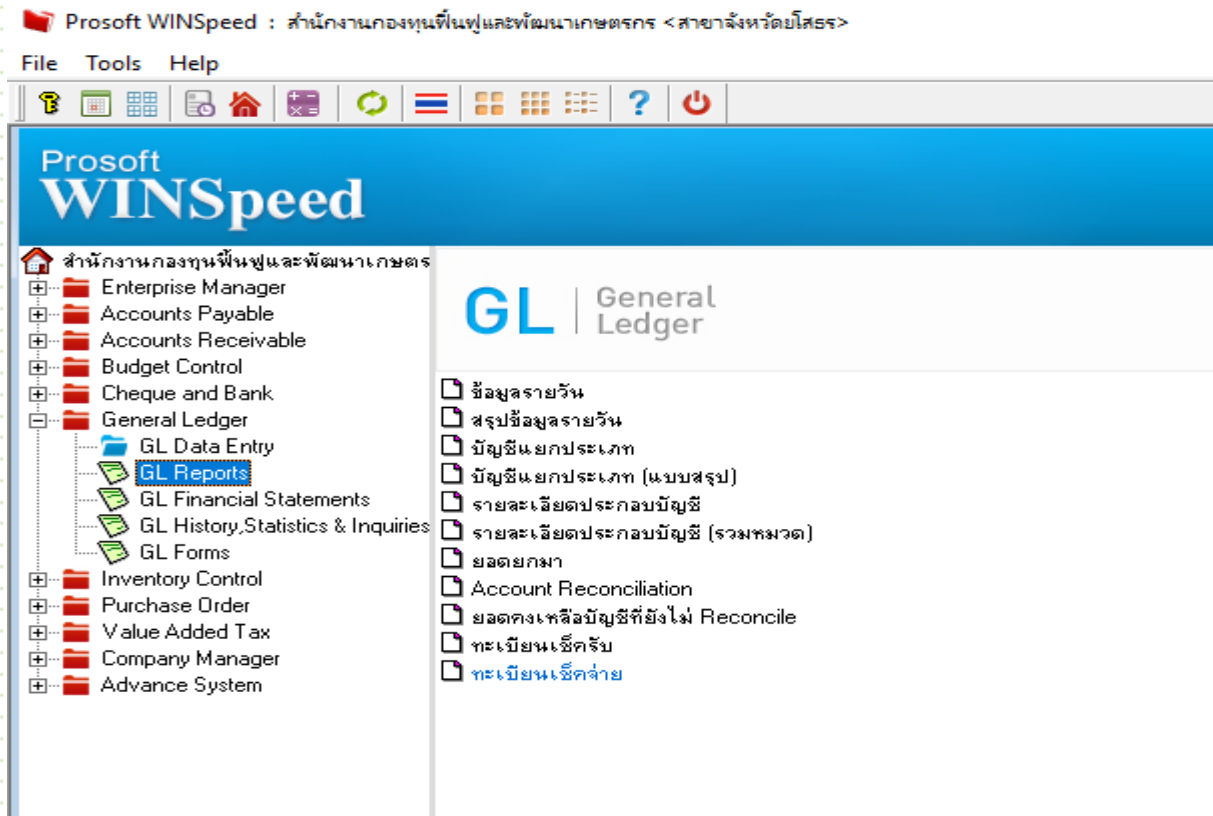 Prosoft WINSpeed : สำนักงานกองทุนฟื้นฟูและพัฒนาเกษตรกร <สาขาจังหวัดยโสธร>
File Tools Help
Prosoft
WINSpeed
สำนักงานกองทุนฟื้นฟูและพัฒนาเกษตร
Enterprise Manager
Accounts Payable
Accounts Receivable
Budget Control
Cheque and Bank
General Ledger
GL Data Entry
GL Reports
GL Financial Statements
GL History,Statistics & Inquiries
GL Forms
Inventory Control
Purchase Order
Value Added Tax
Company Manager
Advance System
GL General
Ledger
ข้อมูลรายวัน
สรุปข้อมูลรายวัน
บัญชีแยกประเภท
บัญชีแยกประเภท (แบบสรุป)
รายละเอียดประกอบบัญชี
รายละเอียดประกอบบัญชี (รวมหมวด)
ยอดยกมา
Account Reconciliation
ยอดคงเหลือบัญชีที่ยังไม่ Reconcile
ทะเบียนเช็ครับ
ทะเบียนเช็คจ่าย